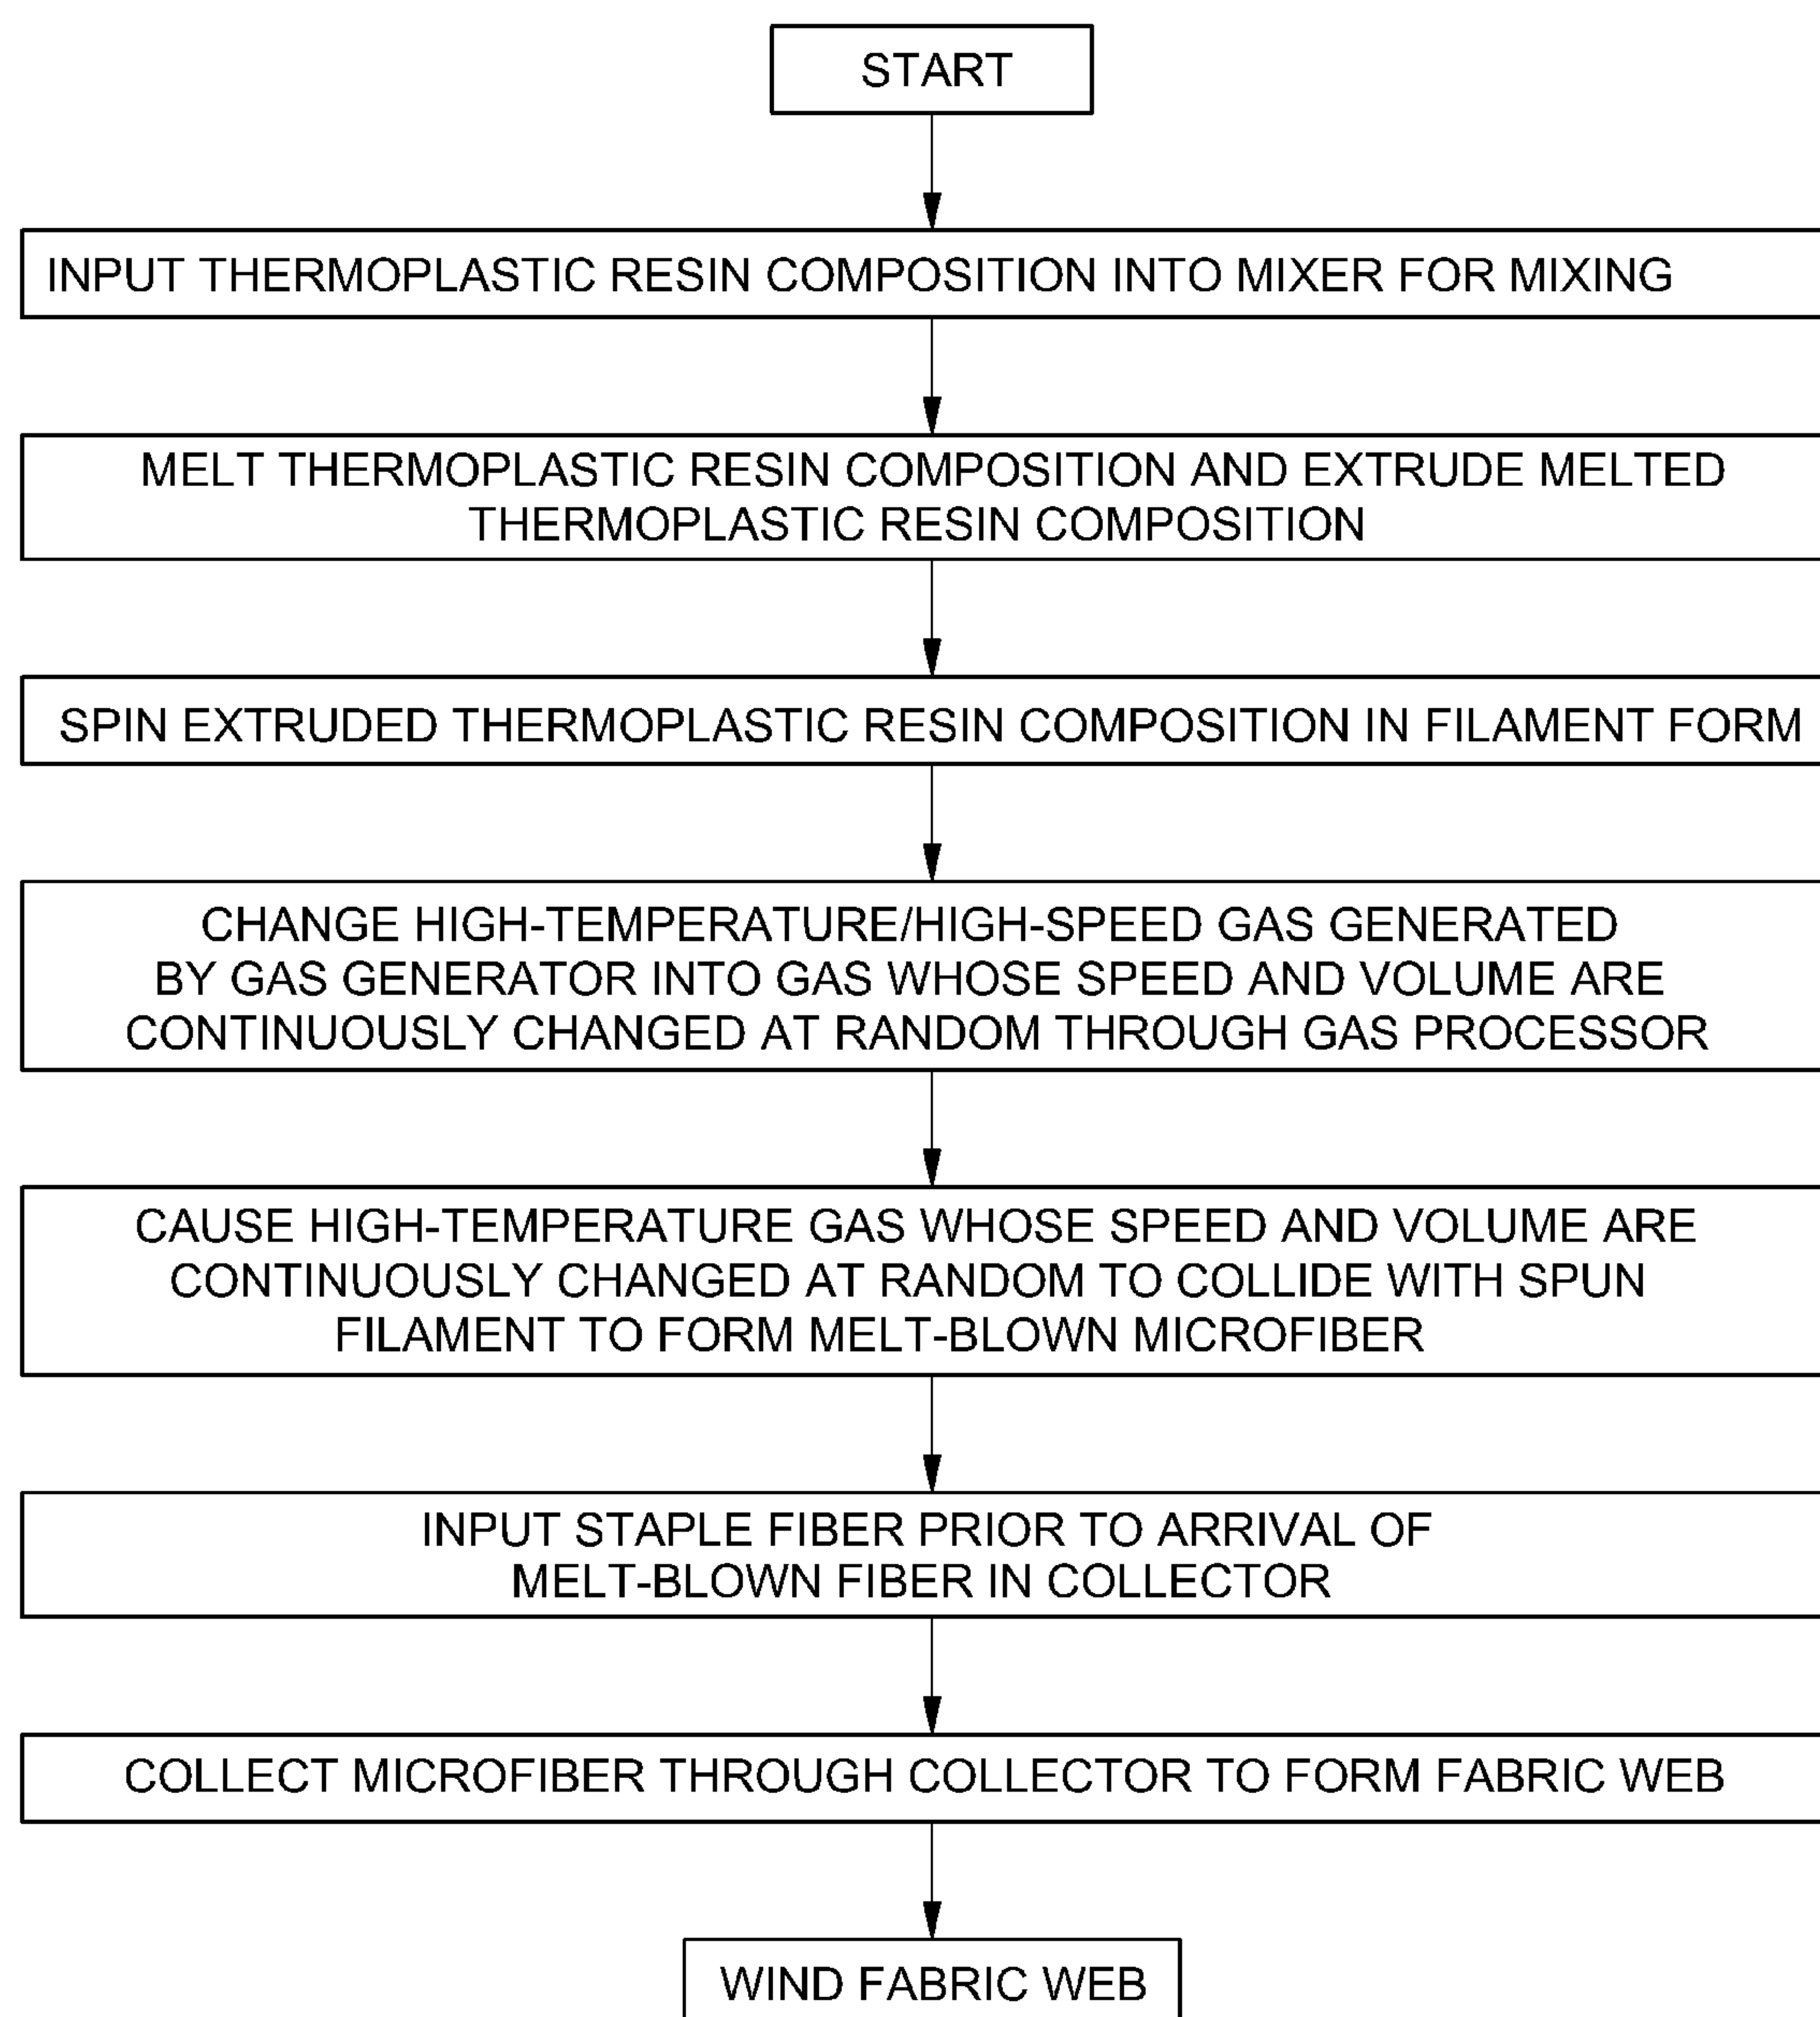 START
INPUT THERMOPLASTIC RESIN COMPOSITION INTO MIXER FOR MIXING
MELT THERMOPLASTIC RESIN COMPOSITION AND EXTRUDE MELTED
THERMOPLASTIC RESIN COMPOSITION
SPIN EXTRUDED THERMOPLASTIC RESIN COMPOSITION IN FILAMENT FORM
CHANGE HIGH-TEMPERATURE/HIGH-SPEED GAS GENERATED
BY GAS GENERATOR INTO GAS WHOSE SPEED AND VOLUME ARE
CONTINUOUSLY CHANGED AT RANDOM THROUGH GAS PROCESSOR
CAUSE HIGH-TEMPERATURE GAS WHOSE SPEED AND VOLUME ARE
CONTINUOUSLY CHANGED AT RANDOM TO COLLIDE WITH SPUN
FILAMENT TO FORM MELT-BLOWN MICROFIBER
INPUT STAPLE FIBER PRIOR TO ARRIVAL OF
MELT-BLOWN FIBER IN COLLECTOR
COLLECT MICROFIBER THROUGH COLLECTOR TO FORM FABRIC WEB
WIND FABRIC WEB